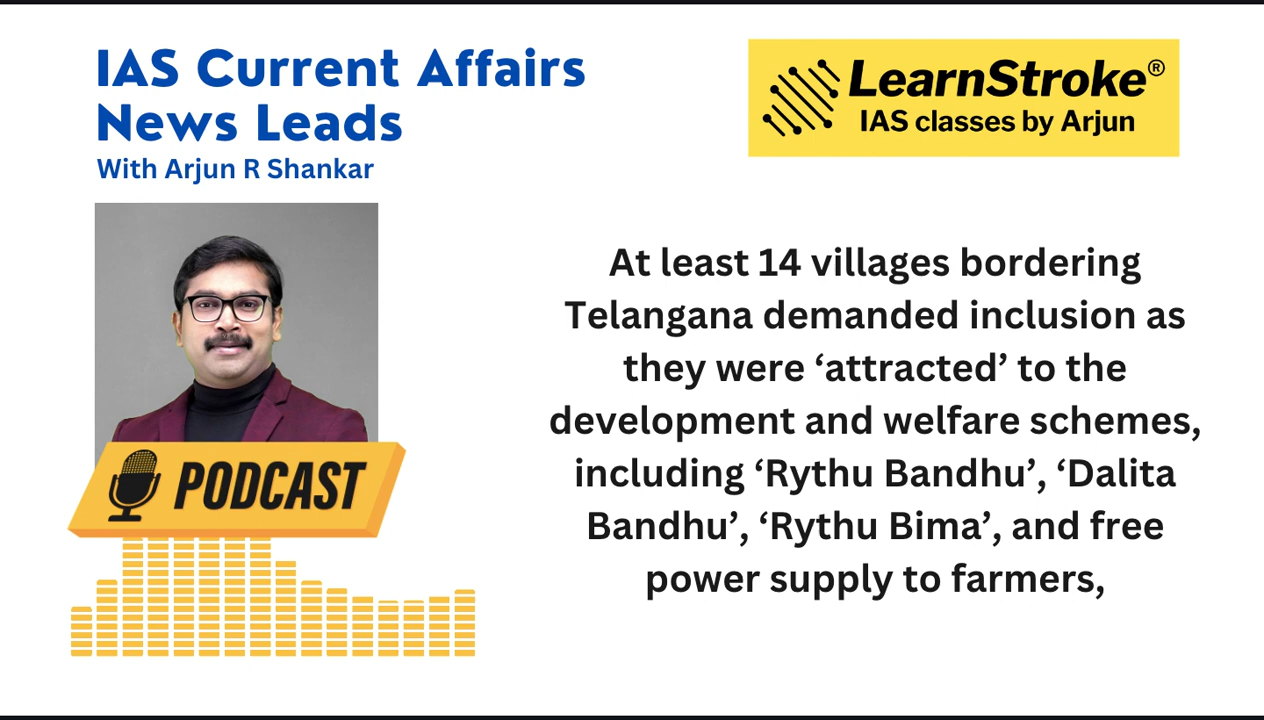 IAS Current Affairs
News Leads
With Arjun R Shankar
LearnStroke®
IAS classes by Arjun
PODCAST
At least 14 villages bordering
Telangana demanded inclusion as
they were ‘attracted’ to the
development and welfare schemes,
including ‘Rythu Bandhu’, ‘Dalita
Bandhu’, ‘Rythu Bima’, and free
power supply to farmers,